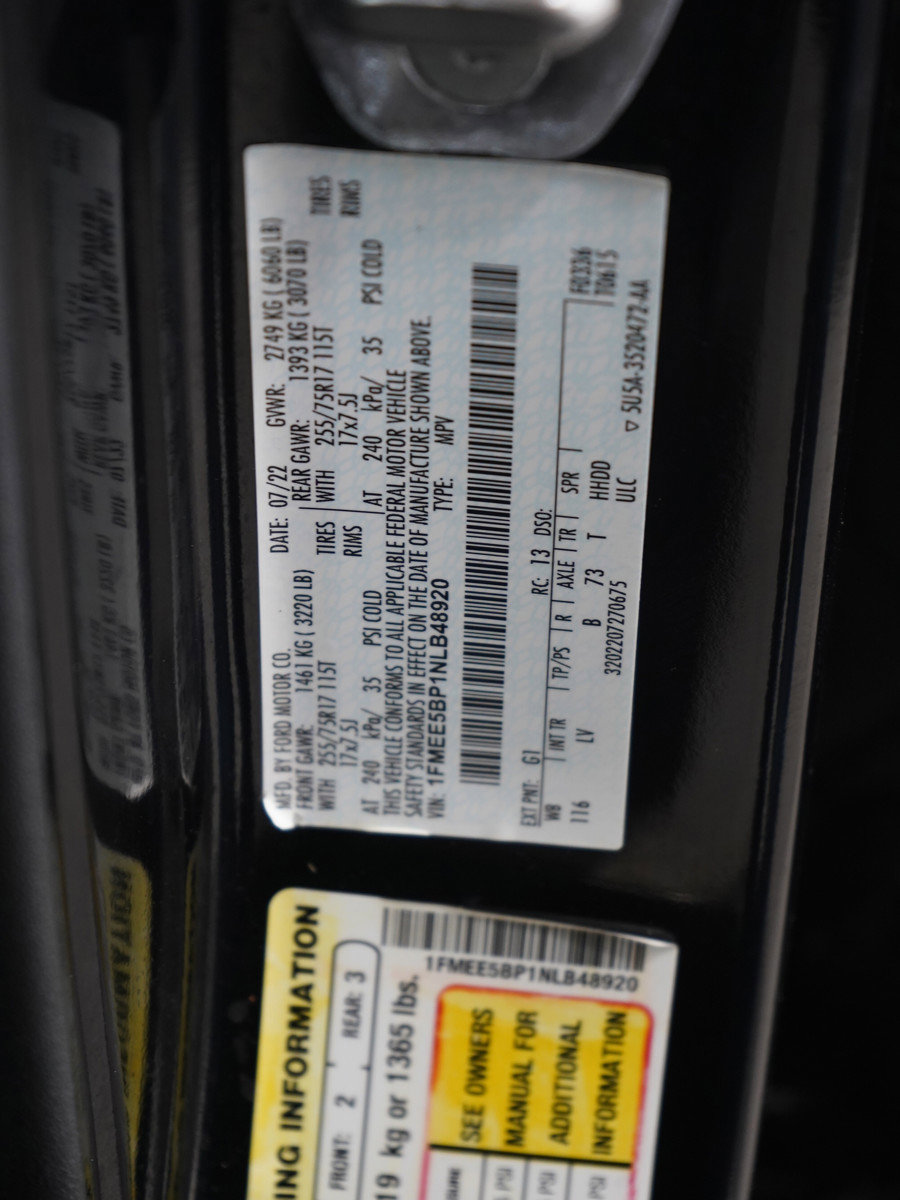 MFD. BY FORD MOTOR CO. DATE: 07/22 GVWR: 2749 KG ( 6060 LB)
FRONT GAWR: 1461 KG ( 3220 LB) REAR GAWR: 1393 KG ( 3070 LB)
WITH 255/75R17 115T TIRES WITH 255/75R17 115T TIRES
17x7.5J RIMS 17x7.5J RIMS
AT 240 kPa/ 35 PSI COLD AT 240 kPa/ 35 PSI COLD
THIS VEHICLE CONFORMS TO ALL APPLICABLE FEDERAL MOTOR VEHICLE
SAFETY STANDARDS IN EFFECT ON THE DATE OF MANUFACTURE SHOWN ABOVE.
VIN: 1FMEE5BP1NLB48920 TYPE: MPV
EXT PNT: G1 RC: 13 DSO:
WB INT TR TP/PS R AXLE TR SPR F03366
116 LV B 73 T HHDD T0615
3202207270675 ULC
▽ 5U5A-3520472-AA
ING INFORMATION
FRONT: 2 REAR: 3
19 kg or 1365 lbs.
1FMEE5BP1NLB48920
SEE OWNERS
MANUAL FOR
ADDITIONAL
INFORMATION
PSI
PSI
PSI